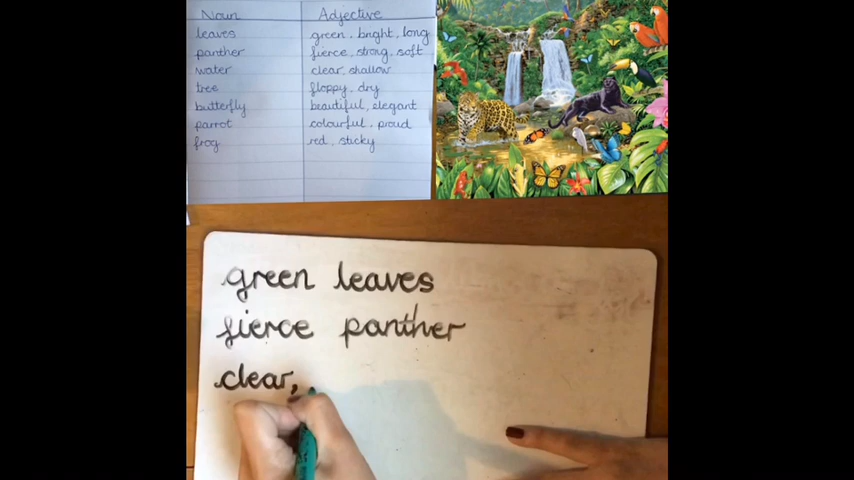 Noun Adjective
leaves green, bright, long
panther fierce, strong, soft
water clear, shallow
tree floppy, dry
butterfly beautiful, elegant
parrot colourful, proud
frog red, sticky
green leaves
fierce panther
clear,